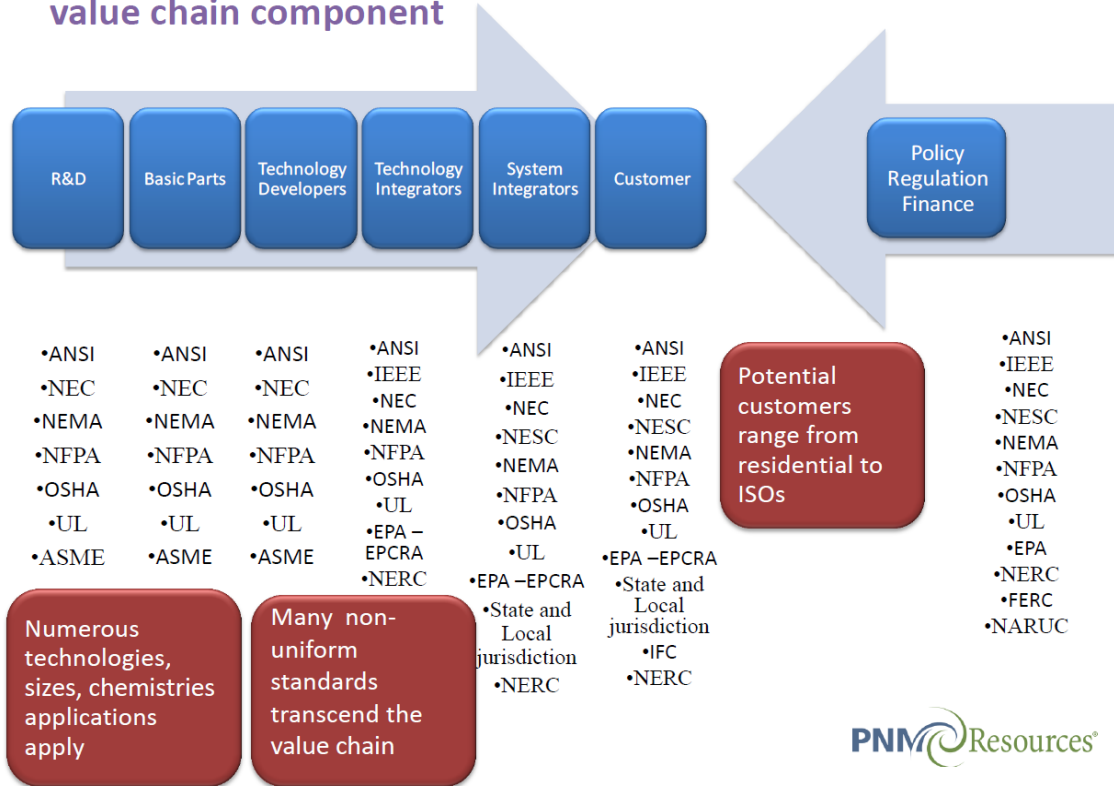 value chain component
R&D
Basic Parts
Technology
Developers
Technology
Integrators
System
Integrators
Customer
Policy
Regulation
Finance
•ANSI
•NEC
•NEMA
•NFPA
•OSHA
•UL
•ASME
•ANSI
•NEC
•NEMA
•NFPA
•OSHA
•UL
•ASME
•ANSI
•NEC
•NEMA
•NFPA
•OSHA
•UL
•ASME
•ANSI
•IEEE
•NEC
•NEMA
•NFPA
•OSHA
•UL
•EPA –
EPCRA
•NERC
•ANSI
•IEEE
•NEC
•NESC
•NEMA
•NFPA
•OSHA
•UL
•EPA –EPCRA
•State and
Local
jurisdiction
•NERC
•ANSI
•IEEE
•NEC
•NESC
•NEMA
•NFPA
•OSHA
•UL
•EPA –EPCRA
•State and
Local
jurisdiction
•IFC
•NERC
Potential
customers
range from
residential to
ISOs
•ANSI
•IEEE
•NEC
•NESC
•NEMA
•NFPA
•OSHA
•UL
•EPA
•NERC
•FERC
•NARUC
Numerous
technologies,
sizes, chemistries
applications
apply
Many non-
uniform
standards
transcend the
value chain
PNM Resources®